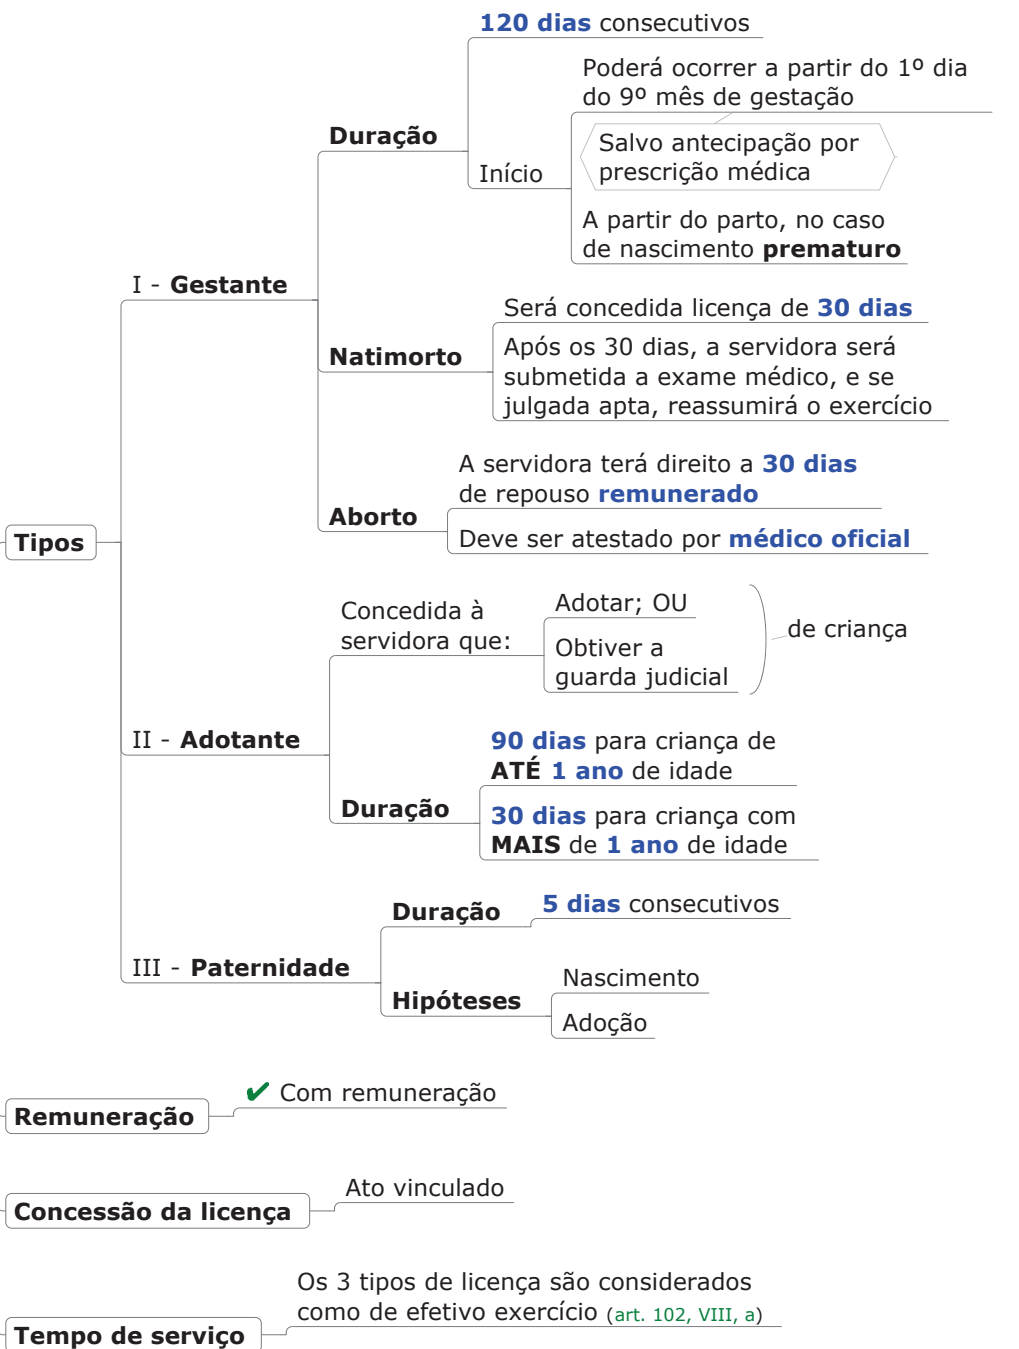 120 dias consecutivos
Poderá ocorrer a partir do 1º dia
do 9º mês de gestação
Duração
Salvo antecipação por
prescrição médica
Início
A partir do parto, no caso
de nascimento prematuro
I - Gestante
Será concedida licença de 30 dias
Natimorto
Após os 30 dias, a servidora será
submetida a exame médico, e se
julgada apta, reassumirá o exercício
A servidora terá direito a 30 dias
de repouso remunerado
Aborto
Deve ser atestado por médico oficial
Tipos
Concedida à
servidora que:
Adotar; OU
Obtiver a
guarda judicial
de criança
II - Adotante
90 dias para criança de
ATÉ 1 ano de idade
Duração
30 dias para criança com
MAIS de 1 ano de idade
Duração
5 dias consecutivos
III - Paternidade
Hipóteses
Nascimento
Adoção
✔ Com remuneração
Remuneração
Ato vinculado
Concessão da licença
Os 3 tipos de licença são considerados
como de efetivo exercício (art. 102, VIII, a)
Tempo de serviço